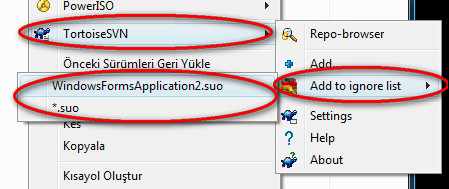 PowerISO
TortoiseSVN
Önceki Sürümleri Geri Yükle
WindowsFormsApplication2.suo
*.suo
Kes
Kopyala
Kısayol Oluştur
Repo-browser
Add...
Add to ignore list
Settings
Help
About